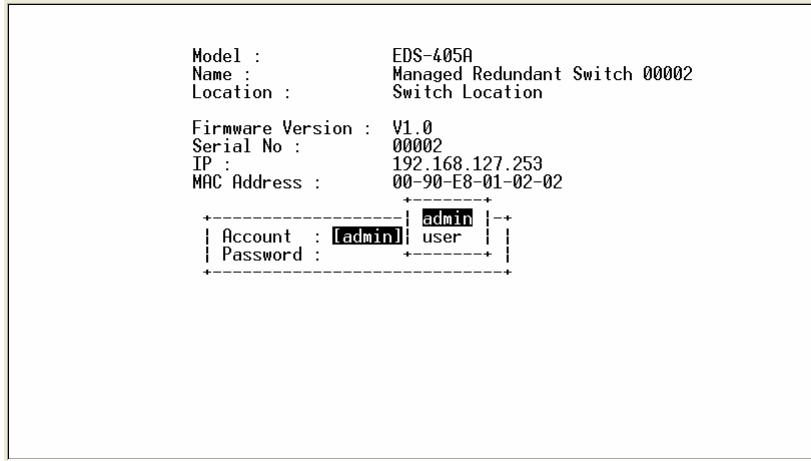 Model : EDS-405A
Name : Managed Redundant Switch 00002
Location : Switch Location
Firmware Version : V1.0
Serial No : 00002
IP : 192.168.127.253
MAC Address : 00-90-E8-01-02-02
admin
Account : [admin] user
Password :